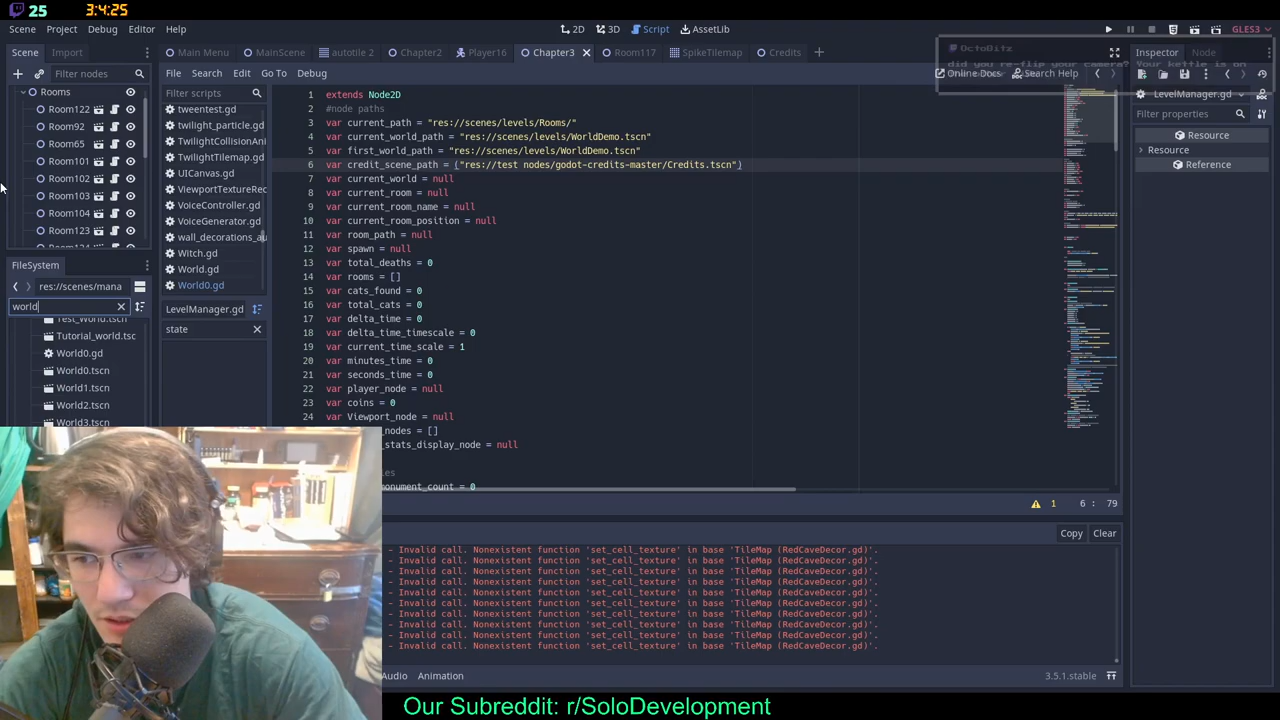 25 3:4:25
Scene Project Debug Editor Help
2D 3D Script AssetLib
GLES3
Scene Import
Main Menu MainScene autotile 2 Chapter2 Player16 Chapter3 Room117 SpikeTilemap Credits
OctoBitz
Inspector Node
did you re-flip your camera? Your kettle is on
Filter nodes
File Search Edit Go To Debug
Online Docs Search Help
Rooms
Room122
Room92
Room65
Room101
Room102
Room103
Room104
Room123
FileSystem
res://scenes/mana
world
Tutorial_world.tsc
World0.gd
World0.tscn
World1.tscn
World2.tscn
World3.tscn
Filter scripts
tweentest.gd
twilight_particle.gd
TwilightCollisionAni
TwilightTilemap.gd
UIanvas.gd
ViewportTextureRec
VoiceController.gd
VoiceGenerator.gd
wall_decorations_au
Witch.gd
World.gd
World0.gd
LevelManager.gd
state
1 extends Node2D
2 #node paths
3 var current_path = "res://scenes/levels/Rooms/"
4 var current_world_path = "res://scenes/levels/WorldDemo.tscn"
5 var first_world_path = "res://scenes/levels/WorldDemo.tscn"
6 var credits_scene_path = ("res://test nodes/godot-credits-master/Credits.tscn")
7 var current_world = null
8 var current_room = null
9 var current_room_name = null
10 var current_room_position = null
11 var room_path = null
12 var spawn = null
13 var total_deaths = 0
14 var rooms = []
15 var cats_found = 0
16 var total_cats = 0
17 var delta_time = 0
18 var delta_time_timescale = 0
19 var current_time_scale = 1
20 var minutes_time = 0
21 var seconds_time = 0
22 var player_node = null
23 var coins = 0
24 var Viewport_node = null
_nodes = []
_stats_display_node = null
monument_count = 0
1 6 : 79
LevelManager.gd
Filter properties
Resource
Resource
Reference
Copy Clear
- Invalid call. Nonexistent function 'set_cell_texture' in base 'TileMap (RedCaveDecor.gd)'.
- Invalid call. Nonexistent function 'set_cell_texture' in base 'TileMap (RedCaveDecor.gd)'.
- Invalid call. Nonexistent function 'set_cell_texture' in base 'TileMap (RedCaveDecor.gd)'.
- Invalid call. Nonexistent function 'set_cell_texture' in base 'TileMap (RedCaveDecor.gd)'.
- Invalid call. Nonexistent function 'set_cell_texture' in base 'TileMap (RedCaveDecor.gd)'.
- Invalid call. Nonexistent function 'set_cell_texture' in base 'TileMap (RedCaveDecor.gd)'.
- Invalid call. Nonexistent function 'set_cell_texture' in base 'TileMap (RedCaveDecor.gd)'.
- Invalid call. Nonexistent function 'set_cell_texture' in base 'TileMap (RedCaveDecor.gd)'.
- Invalid call. Nonexistent function 'set_cell_texture' in base 'TileMap (RedCaveDecor.gd)'.
- Invalid call. Nonexistent function 'set_cell_texture' in base 'TileMap (RedCaveDecor.gd)'.
Audio Animation
3.5.1.stable
Our Subreddit: r/SoloDevelopment